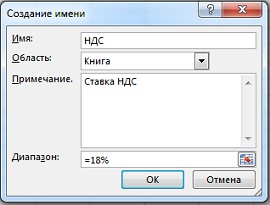 Создание имени
Имя: НДС
Область: Книга
Примечание. Ставка НДС
Диапазон: =18%
ОК Отмена